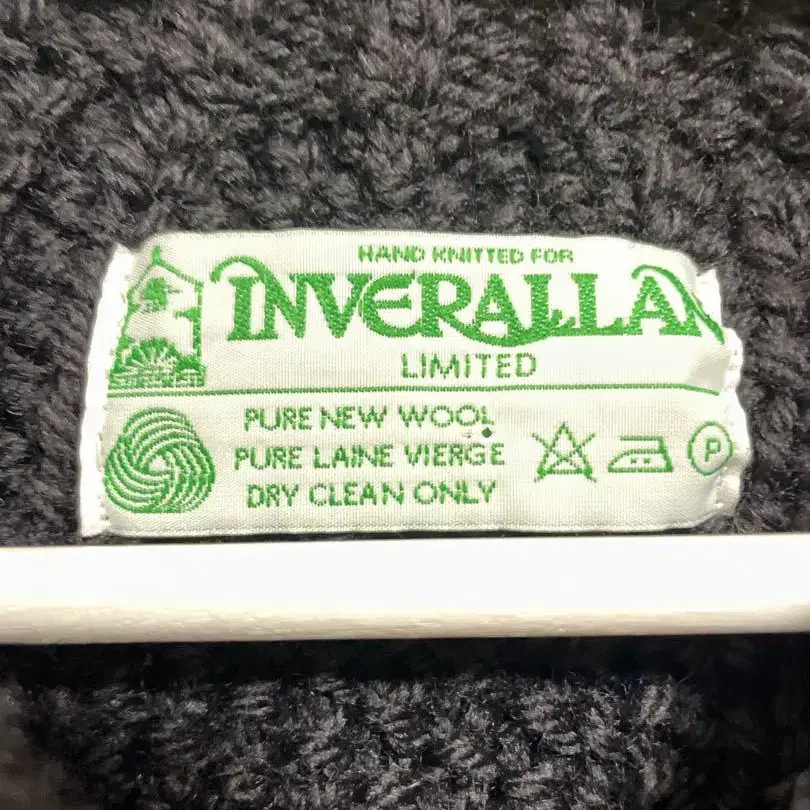 HAND KNITTED FOR
INVERALLAN
LIMITED
PURE NEW WOOL
PURE LAINE VIERGE
DRY CLEAN ONLY
P